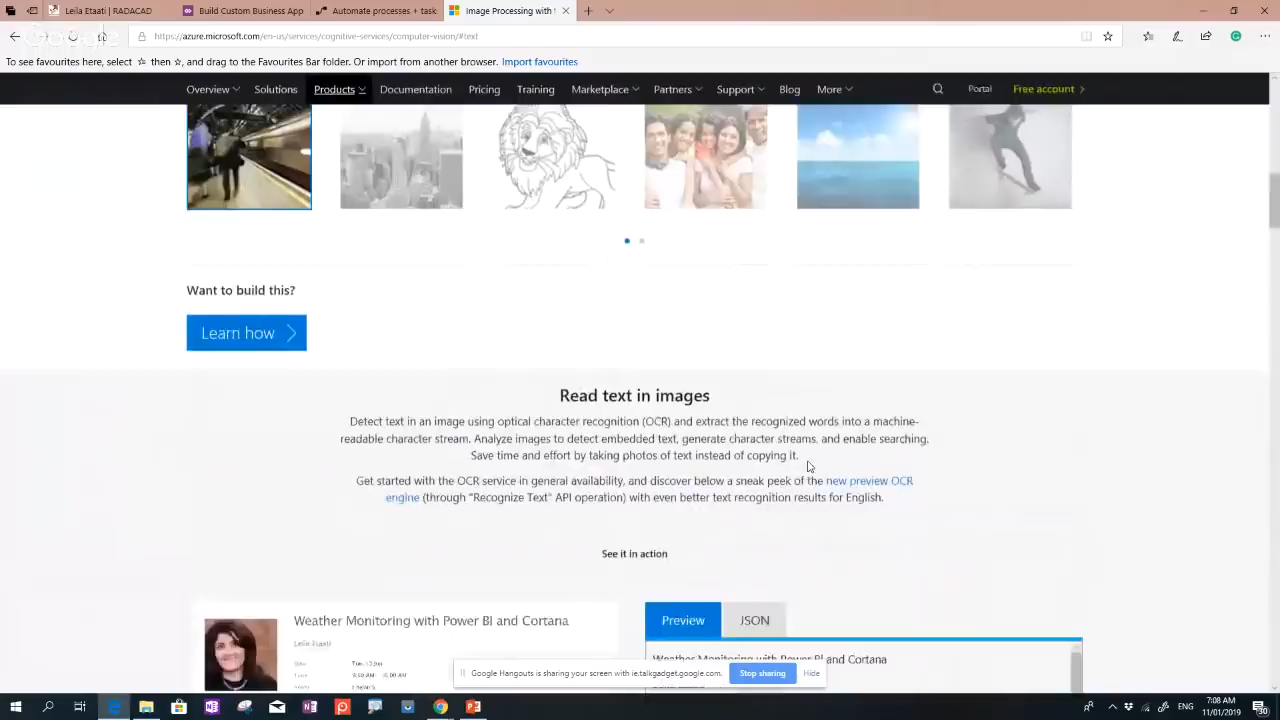 Leila Etaati | RADACAD
Build Custom Business App
Automate processes + task
Image Processing with
https://azure.microsoft.com/en-us/services/cognitive-services/computer-vision/#text
To see favourites here, select ☆ then ☆, and drag to the Favourites Bar folder. Or import from another browser. Import favourites
Overview Solutions Products Documentation Pricing Training Marketplace Partners Support Blog More Portal Free account
Want to build this?
Learn how
Read text in images
Detect text in an image using optical character recognition (OCR) and extract the recognized words into a machine-
readable character stream. Analyze images to detect embedded text, generate character streams, and enable searching.
Save time and effort by taking photos of text instead of copying it.
Get started with the OCR service in general availability, and discover below a sneak peek of the new preview OCR
engine (through "Recognize Text" API operation) with even better text recognition results for English.
See it in action
Weather Monitoring with Power BI and Cortana
Preview JSON
Weather Monitoring with Power BI and Cortana
Google Hangouts is sharing your screen with ie.talkgadget.google.com. Stop sharing Hide
ENG
7:08 AM
11/01/2019
30